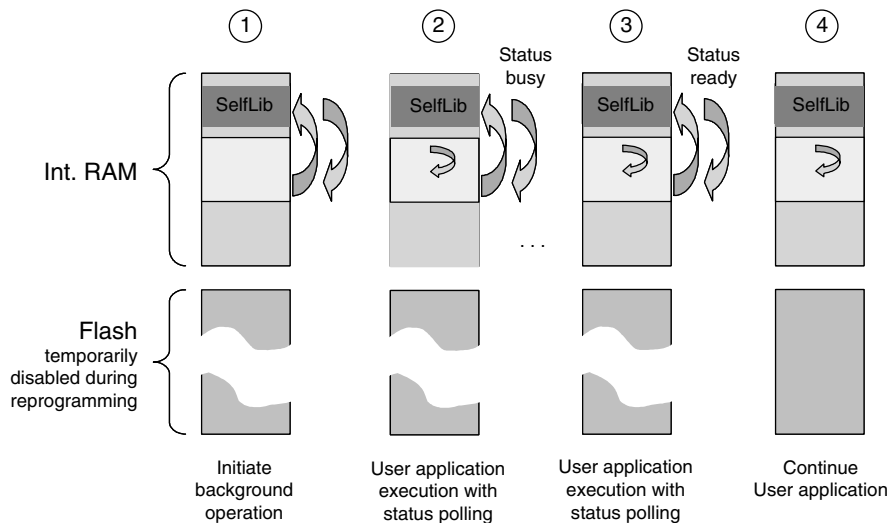 1
2
3
4
Status
busy
Status
ready
SelfLib
SelfLib
SelfLib
SelfLib
Int. RAM
. . .
Flash
temporarily
disabled during
reprogramming
Initiate
background
operation
User application
execution with
status polling
User application
execution with
status polling
Continue
User application